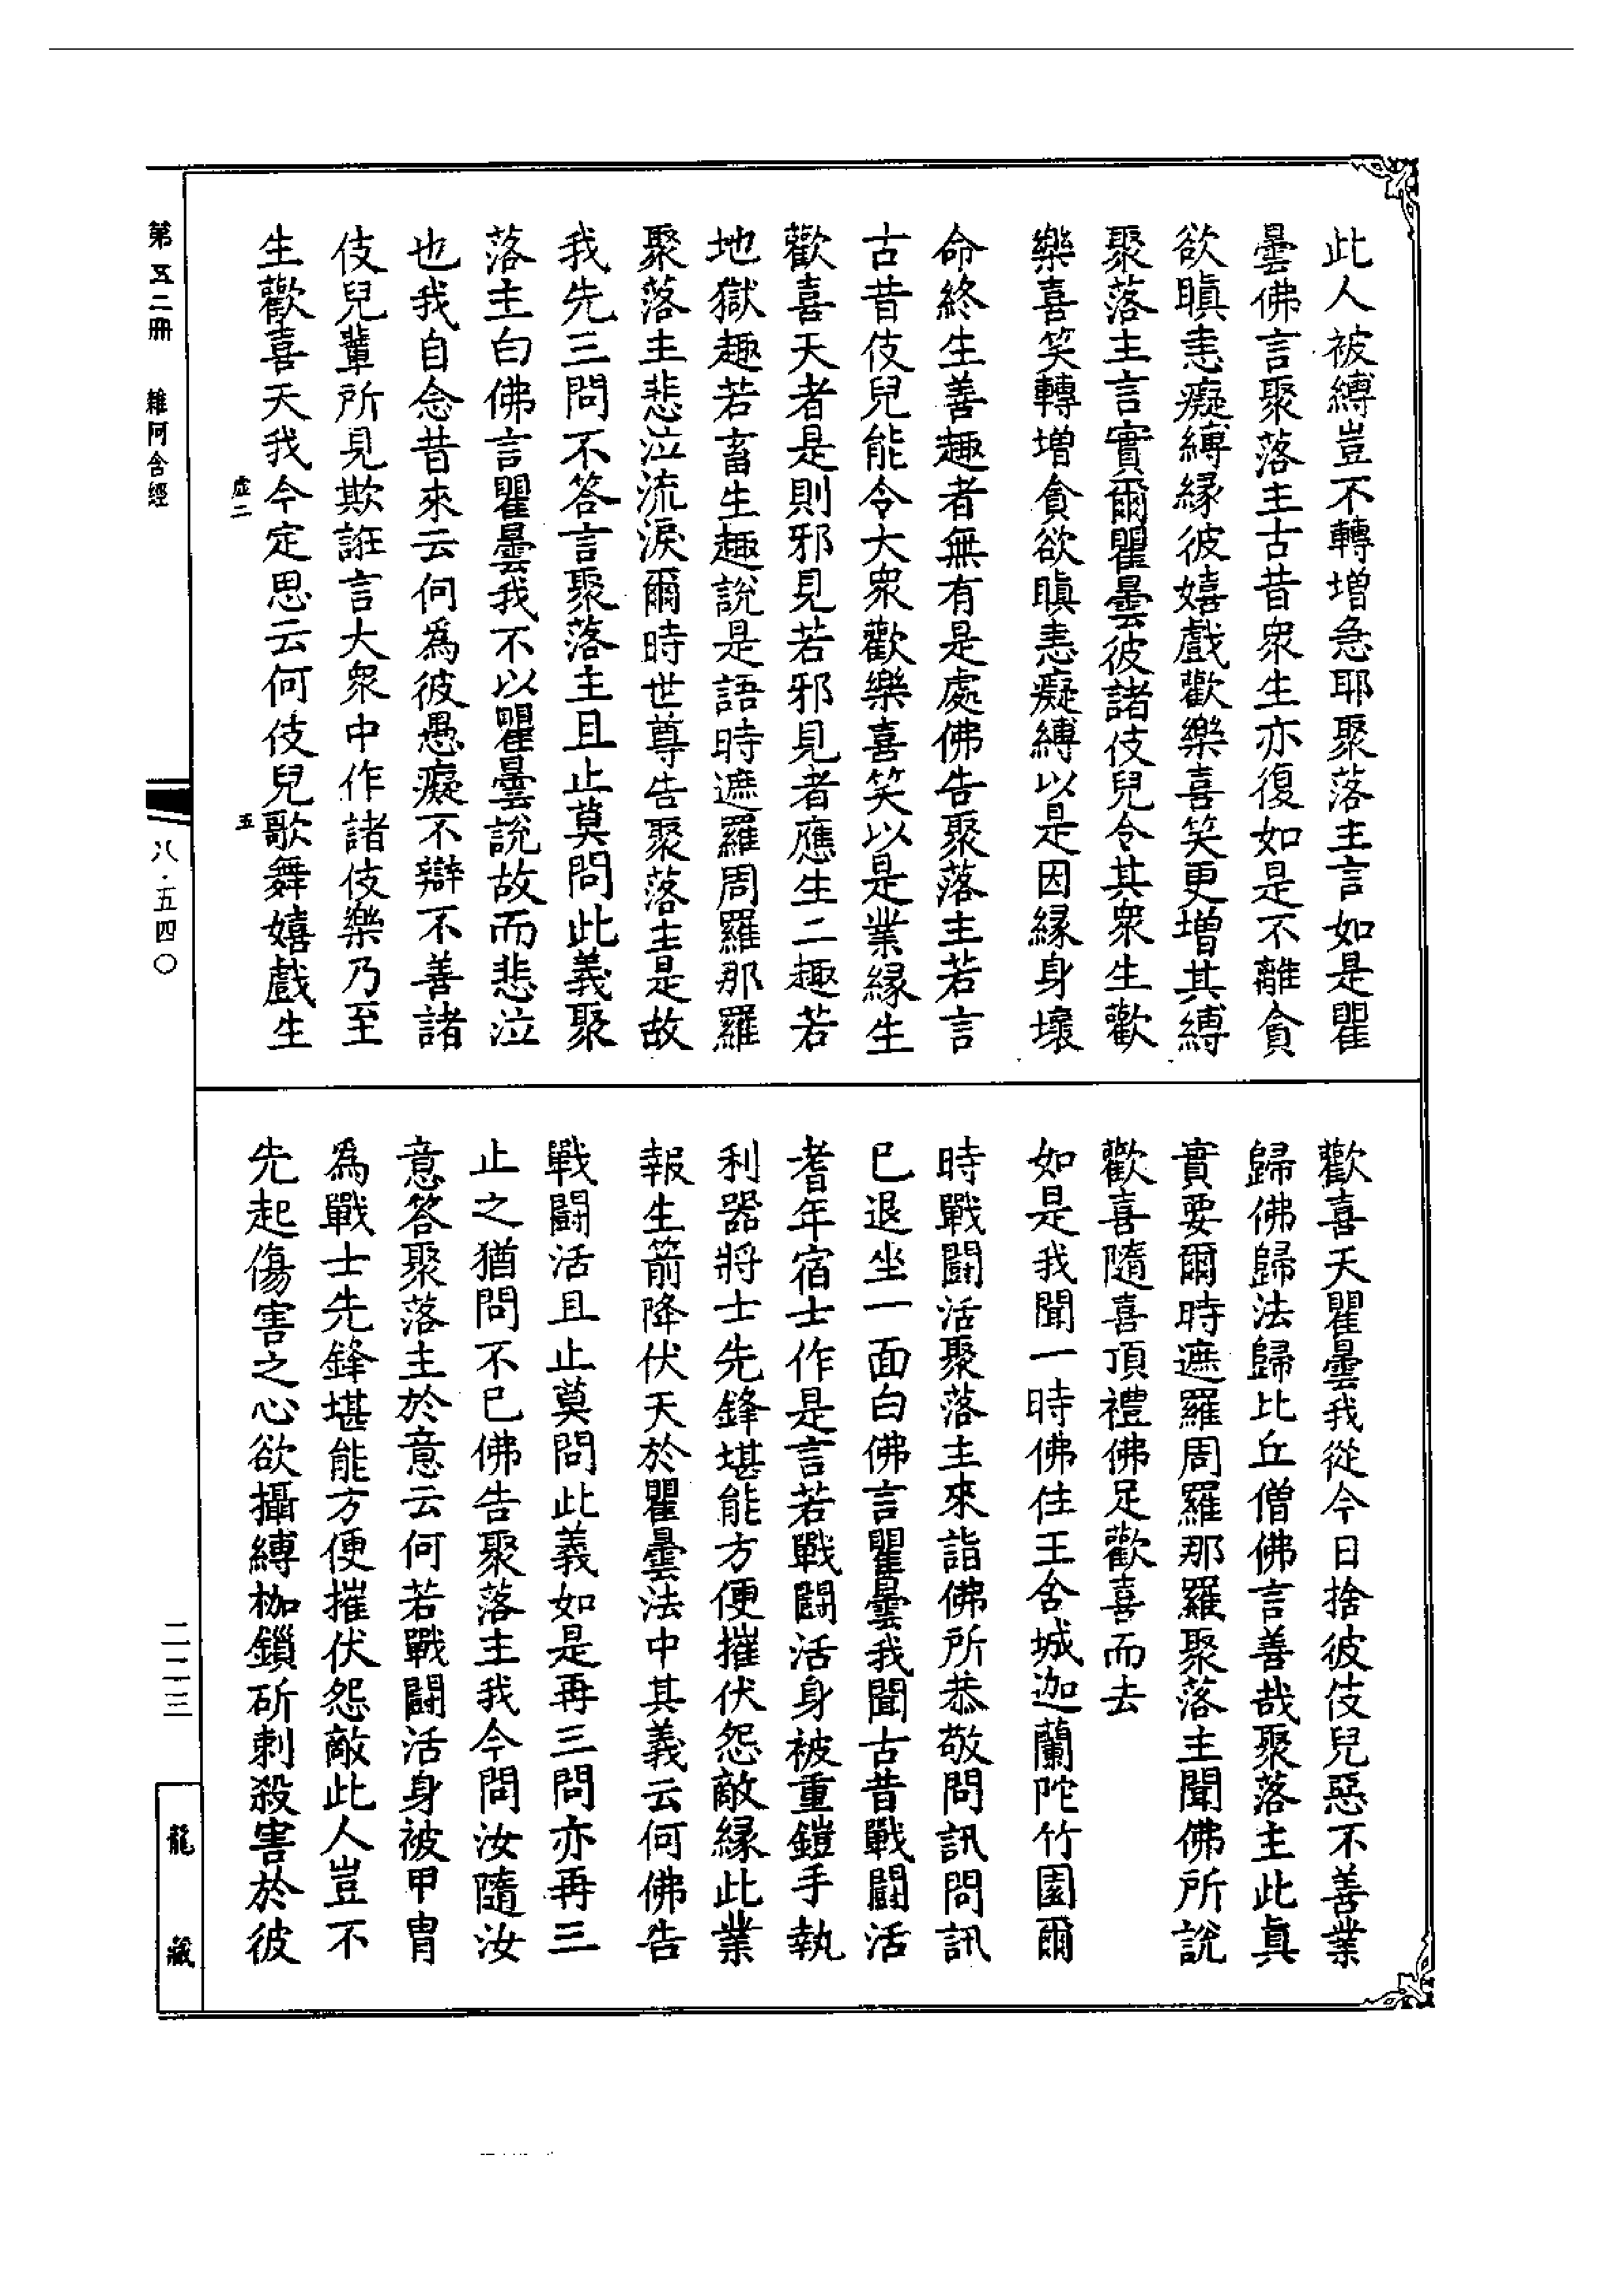 此人被縛豈不轉增急耶聚落主言如是瞿
曇佛言聚落主古昔衆生亦復如是不離貪
欲瞋恚癡縛緣彼嬉戲歡樂喜笑更增其縛
聚落主言實爾瞿曇彼諸伎兒令其衆生歡
樂喜笑轉增貪欲瞋恚癡縛以是因緣身壞
命終生善趣者無有是處佛告聚落主若言
古昔伎兒能令大衆歡樂喜笑以是業緣生
歡喜天者是則邪見若邪見者應生二趣若
地獄趣若畜生趣說是語時遮羅周羅那羅
聚落主悲泣流淚爾時世尊告聚落主是故
我先三問不答言聚落主且止莫問此義聚
落主白佛言瞿曇我不以瞿曇說故而悲泣
也我自念昔來云何爲彼愚癡不辯不善諸
伎兒輩所見欺誑言大衆中作諸伎樂乃至
生歡喜天我今定思云何伎兒歌舞嬉戲生
虛二
五
歡喜天瞿曇我從今日捨彼伎兒惡不善業
歸佛歸法歸比丘僧佛言善哉聚落主此眞
實要爾時遮羅周羅那羅聚落主聞佛所說
歡喜隨喜頂禮佛足歡喜而去
如是我聞一時佛住王舍城迦蘭陀竹園爾
時戰鬪活聚落主來詣佛所恭敬問訊問訊
已退坐一面白佛言瞿曇我聞古昔戰鬪活
耆年宿士作是言若戰鬪活身被重鎧手執
利器將士先鋒堪能方便摧伏怨敵緣此業
報生箭降伏天於瞿曇法中其義云何佛告
戰鬪活且止莫問此義如是再三問亦再三
止之猶問不已佛告聚落主我今問汝隨汝
意答聚落主於意云何若戰鬪活身被甲冑
爲戰士先鋒堪能方便摧伏怨敵此人豈不
先起傷害之心欲攝縛枷鎖斫刺殺害於彼
第五二冊　雜阿含經
八·五四〇
二二三
龍藏